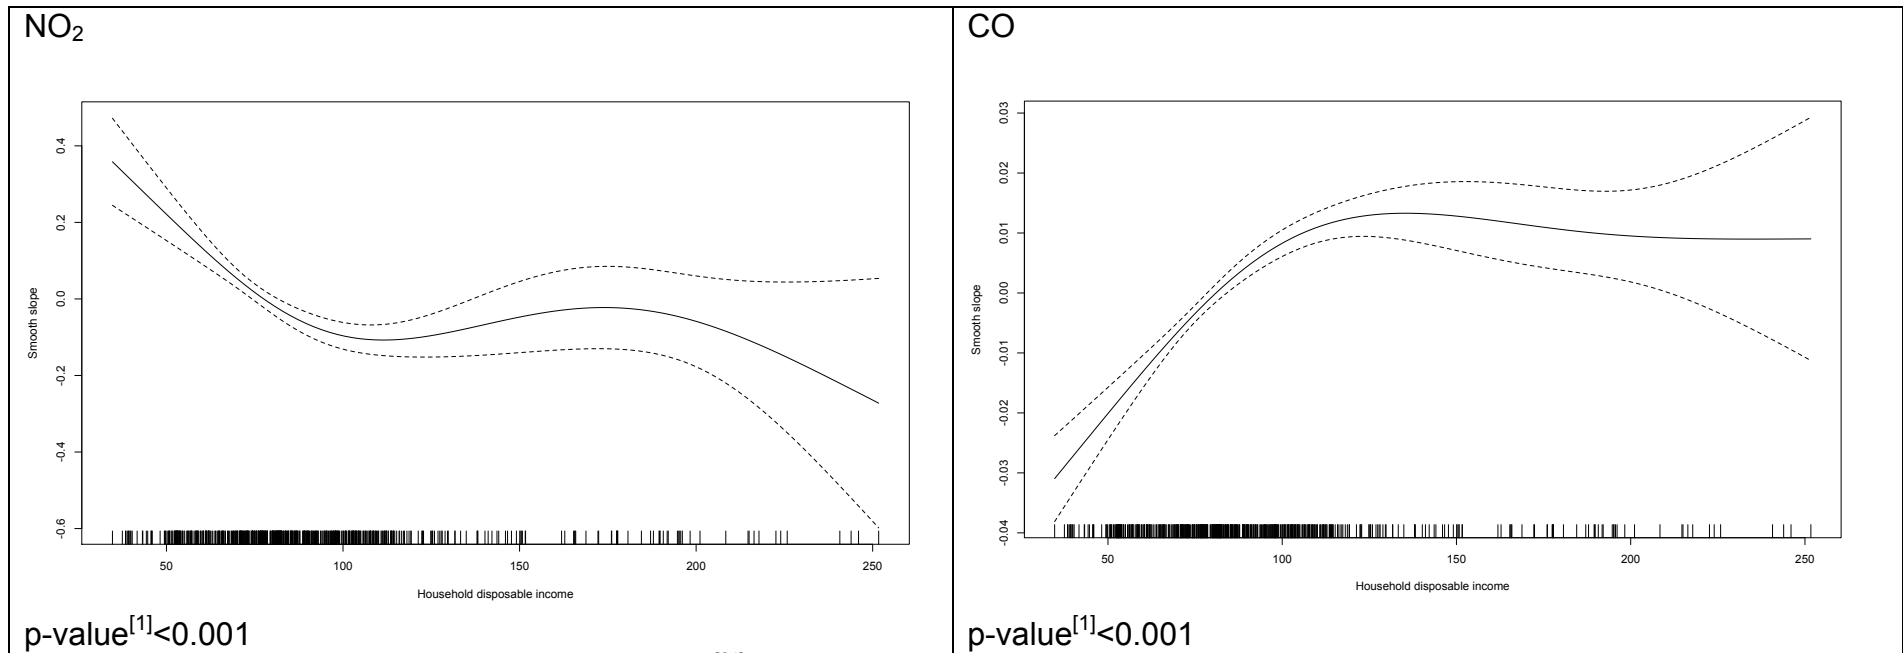 NO₂
0.4
0.2
0.0
-0.2
-0.4
-0.6
Smooth slope
50 100 150 200 250
Household disposable income
p-value[1]<0.001
CO
0.03
0.02
0.01
0.00
-0.01
-0.02
-0.03
-0.04
Smooth slope
50 100 150 200 250
Household disposable income
p-value[1]<0.001